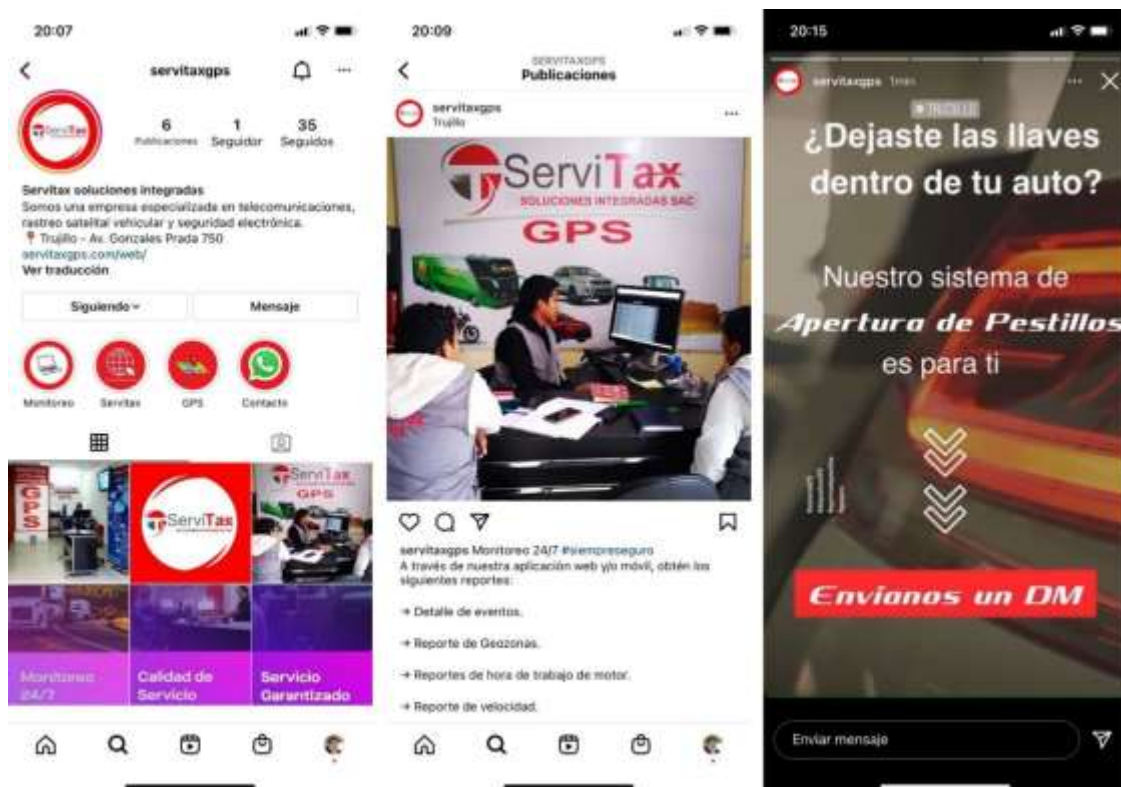 20:07
servitaxgps
ServiTax
6
1
35
Publicaciones
Seguidor
Seguidos
Servitax soluciones integradas
Somos una empresa especializada en telecomunicaciones,
rastreo satelital vehicular y seguridad electrónica.
Trujillo - Av. Gonzales Prada 750
servitaxgps.com/web/
Ver traducción
Siguiendo
Mensaje
Monitoreo
Servitax
GPS
Contacto
GPS
ServiTax
ServiTax
GPS
Monitoreo
24/7
Calidad de
Servicio
Servicio
Garantizado
20:09
SERVITAXGPS
Publicaciones
servitaxgps
Trujillo
ServiTax
SOLUCIONES INTEGRADAS SAC
GPS
servitaxgps Monitoreo 24/7 #siempreseguro
A través de nuestra aplicación web y/o móvil, obtén los
siguientes reportes:
→ Detalle de eventos.
→ Reporte de Geozonas.
→ Reportes de hora de trabajo de motor.
→ Reporte de velocidad.
20:15
servitaxgps 1min
TRUJILLO
¿Dejaste las llaves
dentro de tu auto?
Nuestro sistema de
Apertura de Pestillos
es para ti
Envíanos un DM
Enviar mensaje